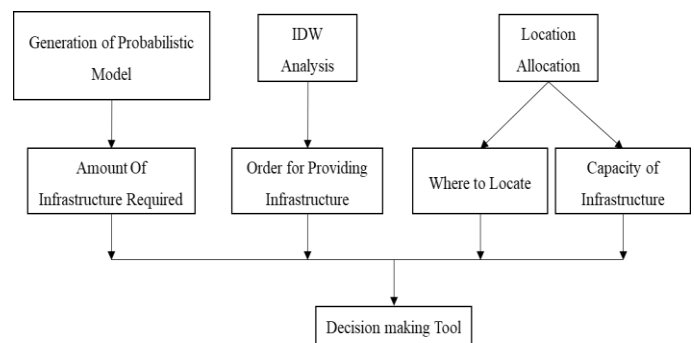 Generation of Probabilistic
Model
IDW
Analysis
Location
Allocation
Amount Of
Infrastructure Required
Order for Providing
Infrastructure
Where to Locate
Capacity of
Infrastructure
Decision making Tool